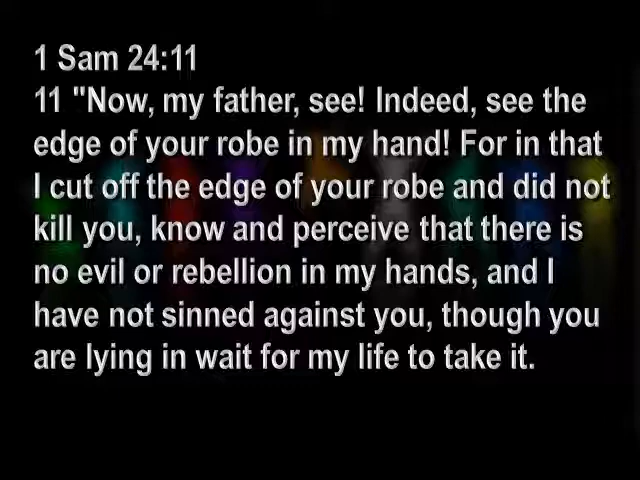 1 Sam 24:11
11 "Now, my father, see! Indeed, see the
edge of your robe in my hand! For in that
I cut off the edge of your robe and did not
kill you, know and perceive that there is
no evil or rebellion in my hands, and I
have not sinned against you, though you
are lying in wait for my life to take it.